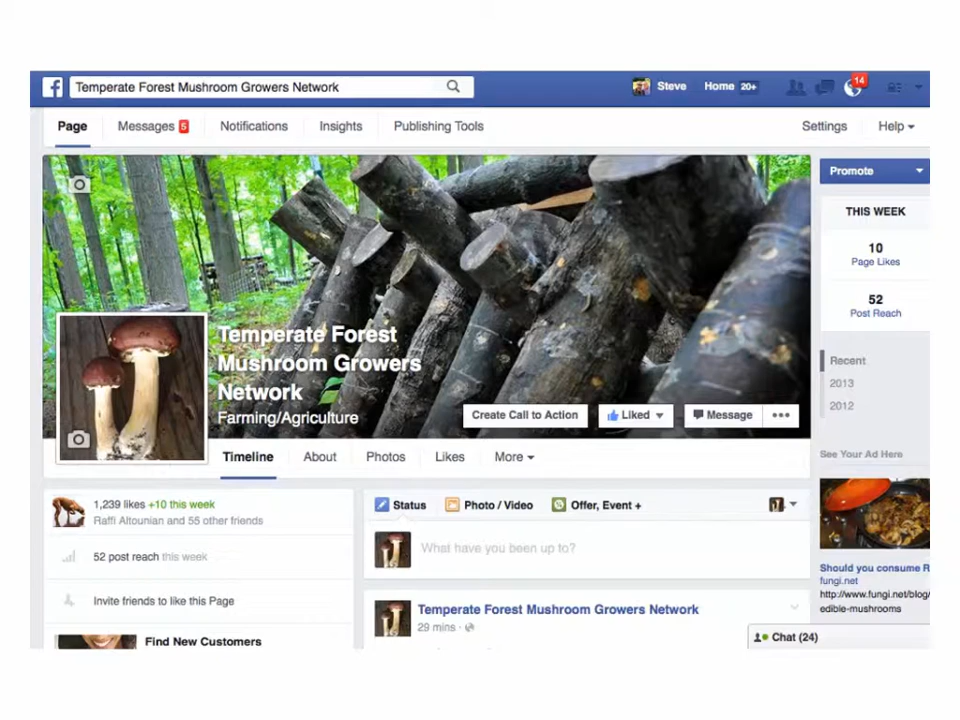 Temperate Forest Mushroom Growers Network
Steve
Home 20+
14
Page
Messages 5
Notifications
Insights
Publishing Tools
Settings
Help
Promote
THIS WEEK
10
Page Likes
52
Post Reach
Recent
2013
2012
See Your Ad Here
Temperate Forest
Mushroom Growers
Network
Farming/Agriculture
Create Call to Action
Liked
Message
Timeline
About
Photos
Likes
More
1,239 likes +10 this week
Raffi Altounian and 55 other friends
52 post reach this week
Invite friends to like this Page
Find New Customers
Status
Photo / Video
Offer, Event +
What have you been up to?
Temperate Forest Mushroom Growers Network
29 mins
Should you consume R
fungi.net
http://www.fungi.net/blog/
edible-mushrooms
Chat (24)